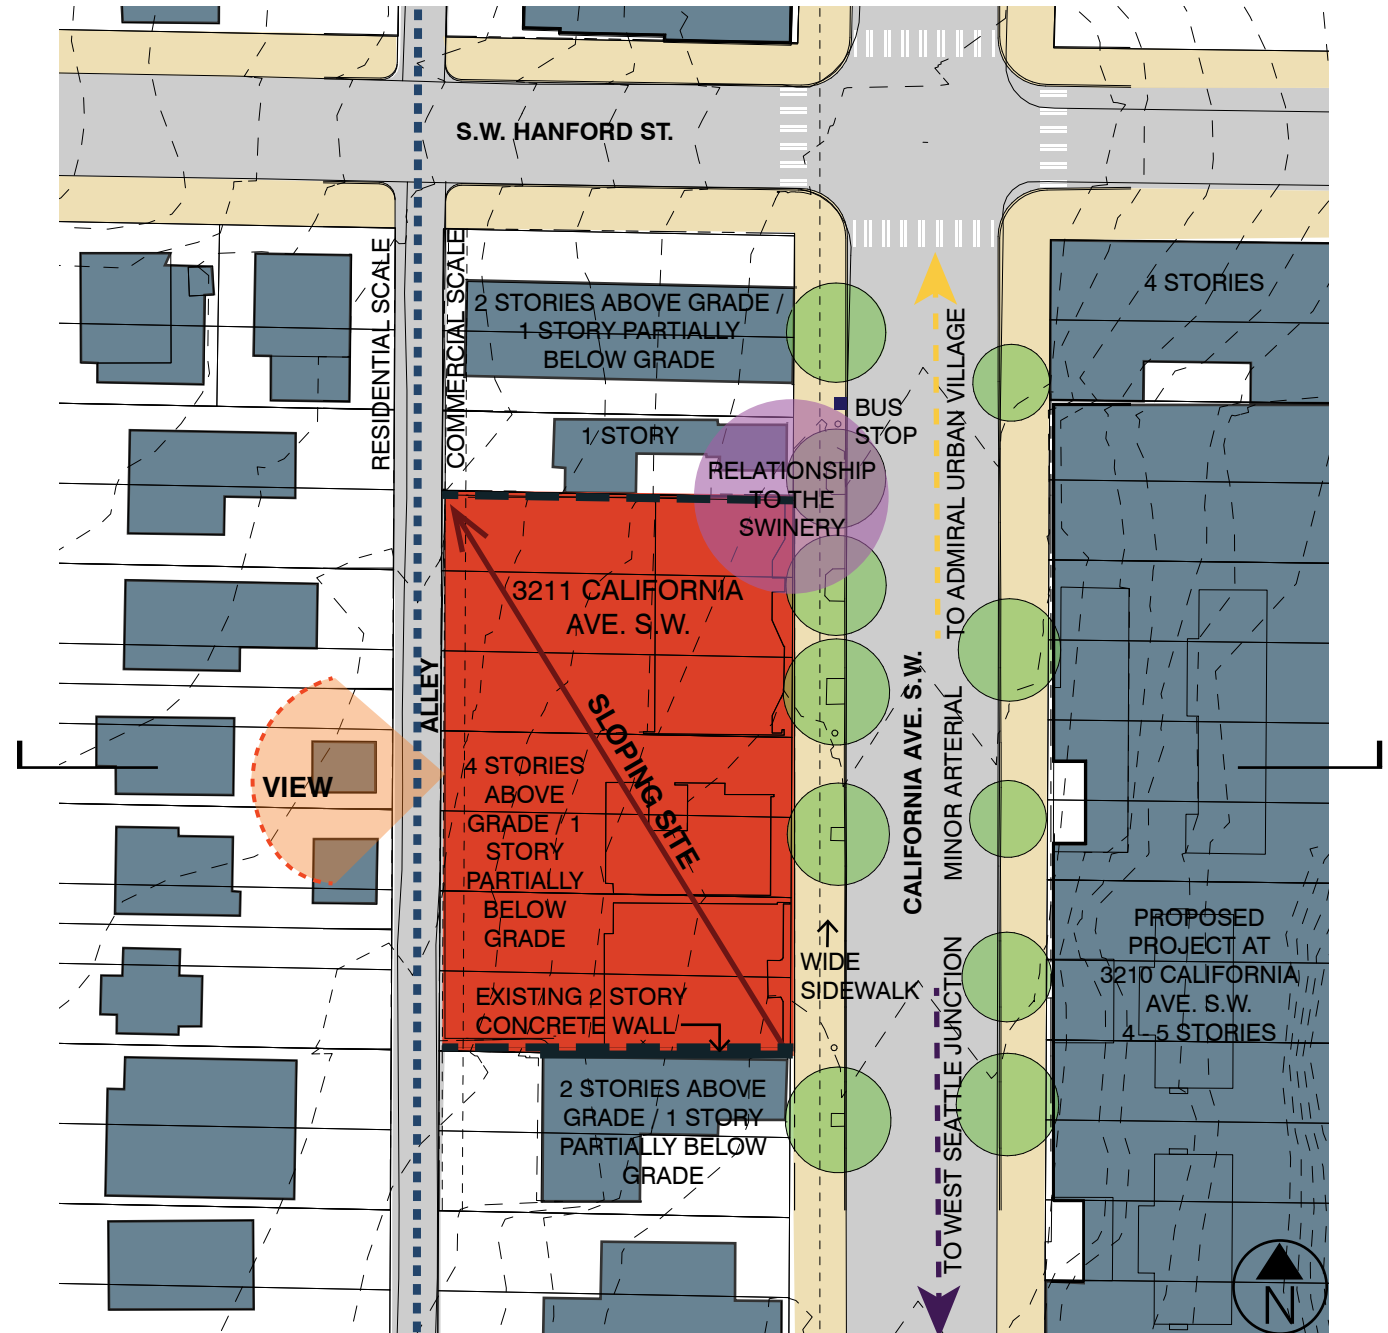 S.W. HANFORD ST.
RESIDENTIAL SCALE
COMMERCIAL SCALE
2 STORIES ABOVE GRADE /
1 STORY PARTIALLY
BELOW GRADE
4 STORIES
BUS
STOP
1 STORY
RELATIONSHIP
TO THE
SWINERY
TO ADMIRAL URBAN VILLAGE
3211 CALIFORNIA
AVE. S.W.
ALLEY
SLOPING SITE
CALIFORNIA AVE. S.W.
MINOR ARTERIAL
VIEW
4 STORIES
ABOVE
GRADE / 1
STORY
PARTIALLY
BELOW
GRADE
WIDE
SIDEWALK
PROPOSED
PROJECT AT
3210 CALIFORNIA
AVE. S.W.
4 - 5 STORIES
EXISTING 2 STORY
CONCRETE WALL
TO WEST SEATTLE JUNCTION
2 STORIES ABOVE
GRADE / 1 STORY
PARTIALLY BELOW
GRADE
N